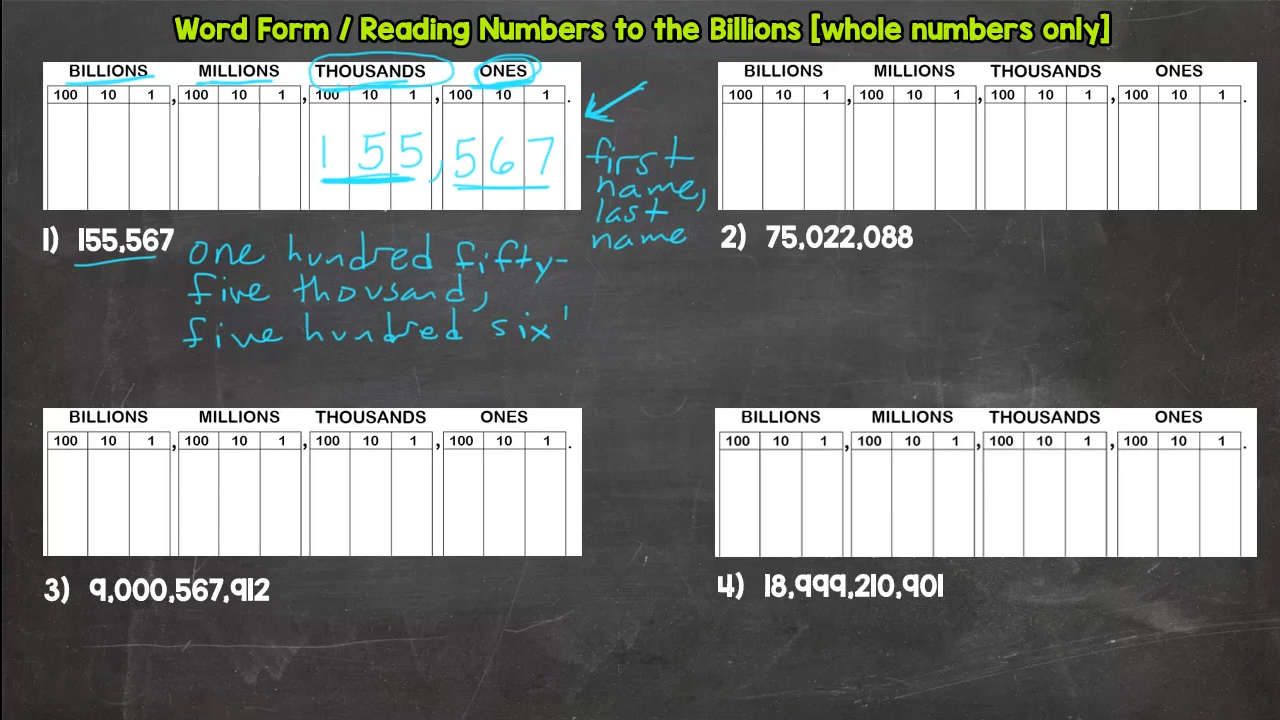 Word Form / Reading Numbers to the Billions [whole numbers only]
BILLIONS MILLIONS THOUSANDS ONES
100 10 1 , 100 10 1 , 100 10 1 , 100 10 1 .
155,567
first
name,
last
name
1) 155,567
one hundred fifty-
five thousand,
five hundred six
BILLIONS MILLIONS THOUSANDS ONES
100 10 1 , 100 10 1 , 100 10 1 , 100 10 1 .
2) 75,022,088
BILLIONS MILLIONS THOUSANDS ONES
100 10 1 , 100 10 1 , 100 10 1 , 100 10 1 .
3) 9,000,567,912
BILLIONS MILLIONS THOUSANDS ONES
100 10 1 , 100 10 1 , 100 10 1 , 100 10 1 .
4) 18,999,210,901